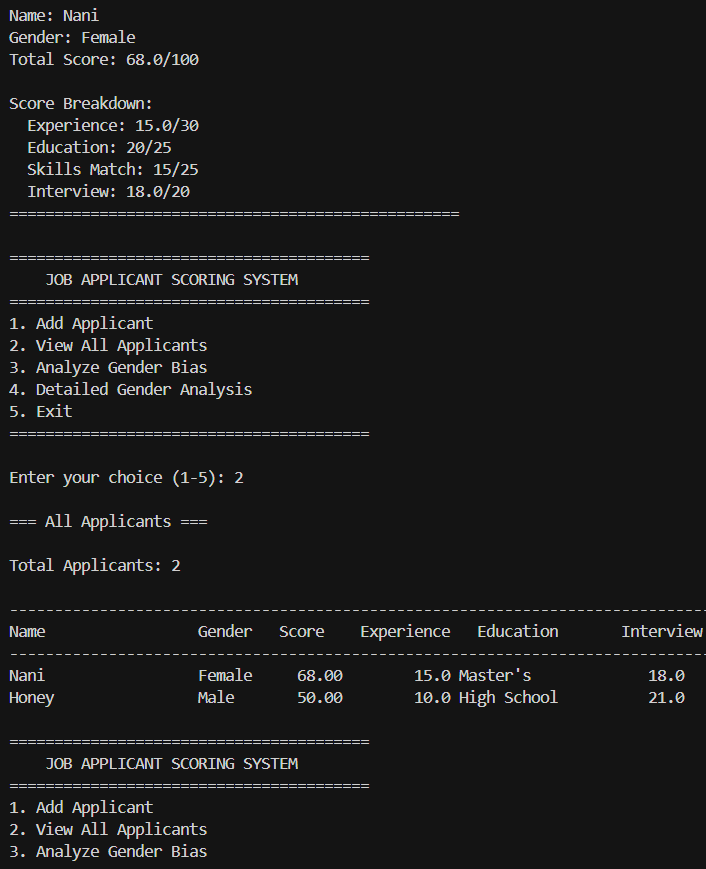 Name: Nani
Gender: Female
Total Score: 68.0/100

Score Breakdown:
  Experience: 15.0/30
  Education: 20/25
  Skills Match: 15/25
  Interview: 18.0/20
==================================================

========================================
    JOB APPLICANT SCORING SYSTEM
========================================
1. Add Applicant
2. View All Applicants
3. Analyze Gender Bias
4. Detailed Gender Analysis
5. Exit
========================================

Enter your choice (1-5): 2

=== All Applicants ===

Total Applicants: 2

------------------------------------------------------------------------------
Name                 Gender   Score    Experience   Education       Interview
------------------------------------------------------------------------------
Nani                 Female     68.00        15.0 Master's             18.0
Honey                Male       50.00        10.0 High School          21.0

========================================
    JOB APPLICANT SCORING SYSTEM
========================================
1. Add Applicant
2. View All Applicants
3. Analyze Gender Bias